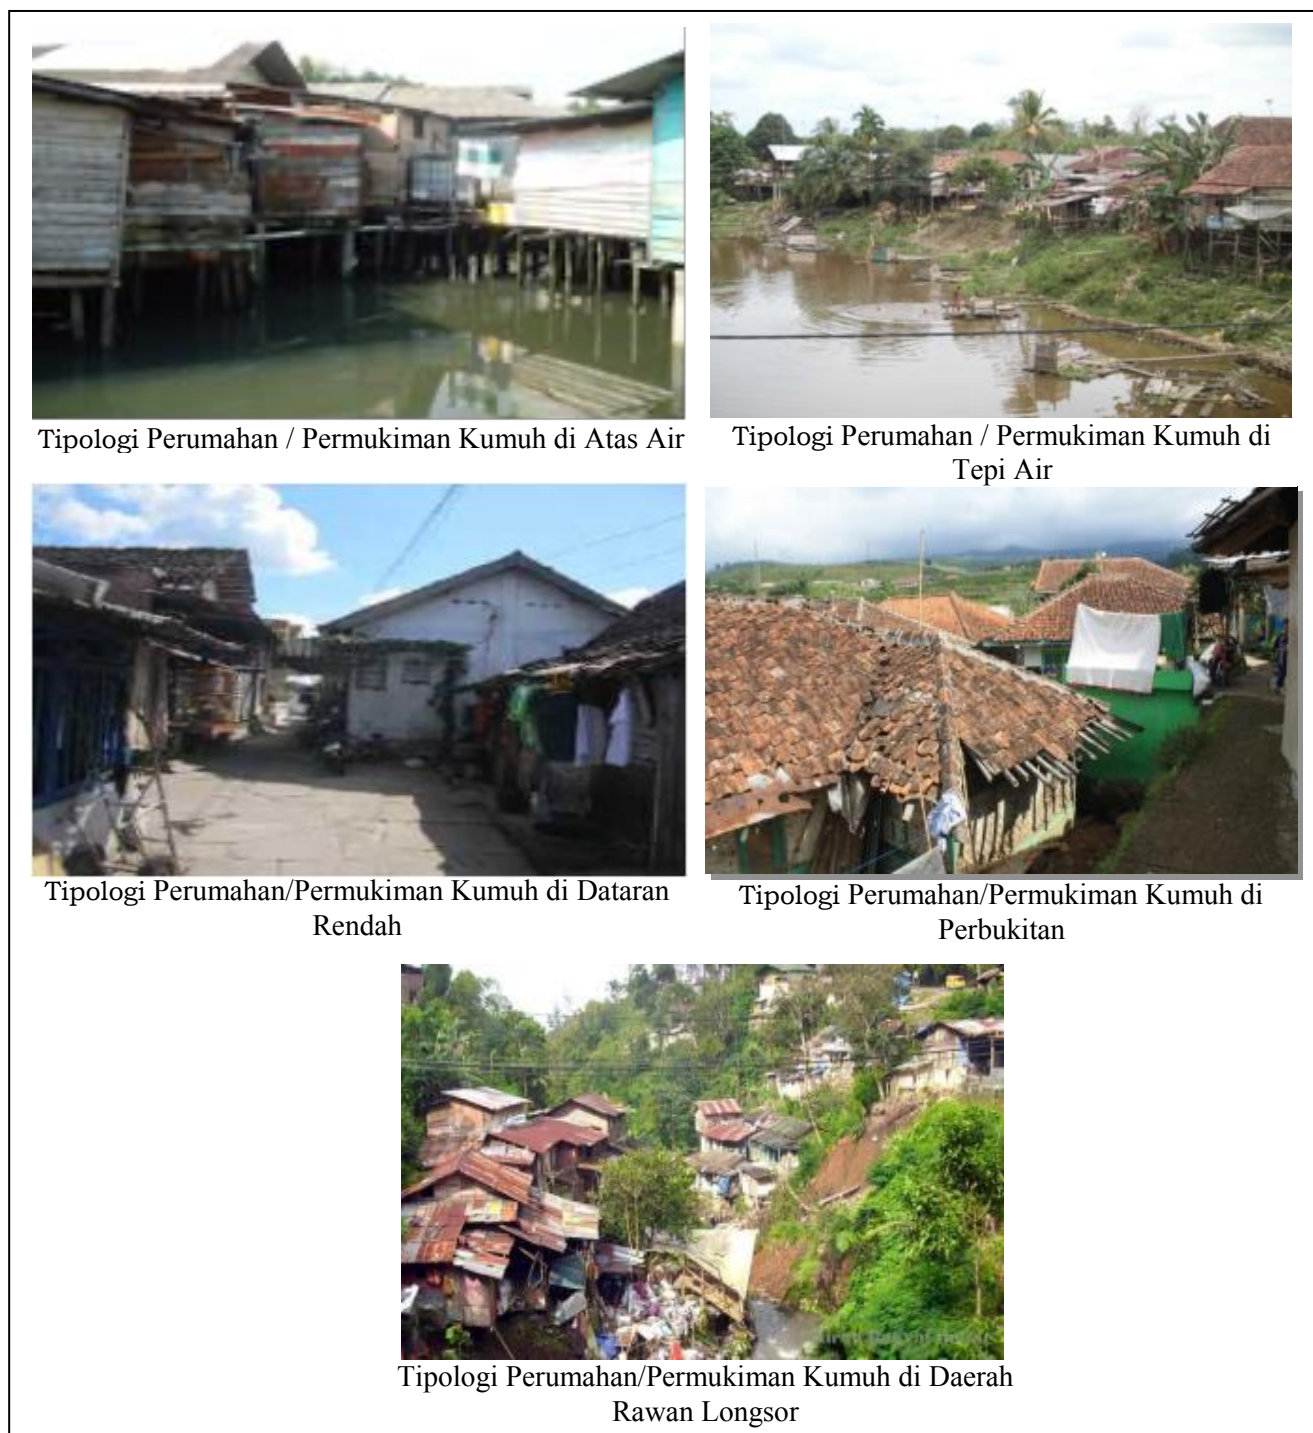 Tipologi Perumahan / Permukiman Kumuh di Atas Air
Tipologi Perumahan / Permukiman Kumuh di
Tepi Air
Tipologi Perumahan/Permukiman Kumuh di Dataran
Rendah
Tipologi Perumahan/Permukiman Kumuh di
Perbukitan
Tipologi Perumahan/Permukiman Kumuh di Daerah
Rawan Longsor